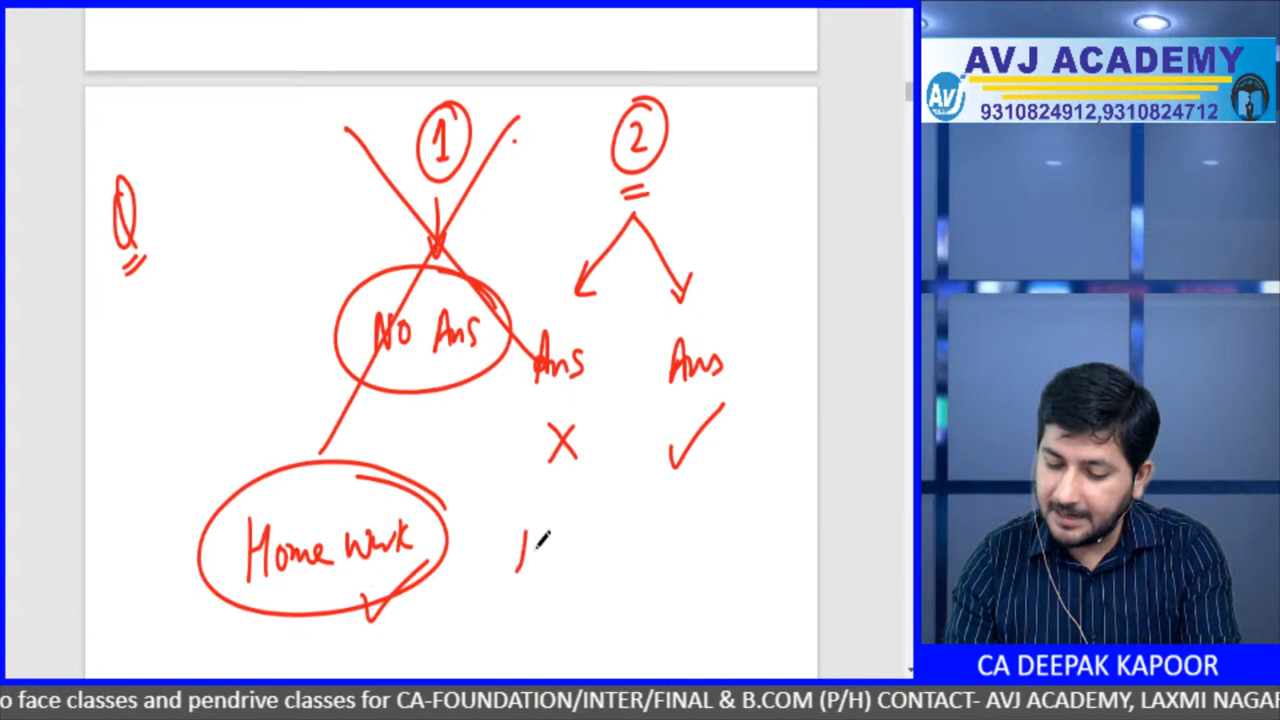 AVJ ACADEMY
AV
9310824912,9310824712
1
2
Q
No Ans
Ans
Ans
Home Work
CA DEEPAK KAPOOR
o face classes and pendrive classes for CA-FOUNDATION/INTER/FINAL & B.COM (P/H) CONTACT- AVJ ACADEMY, LAXMI NAGAR